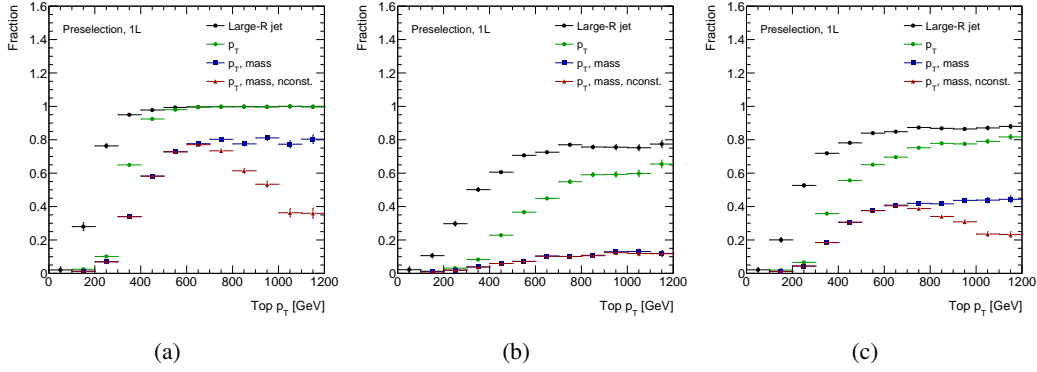 Fraction
1.6
1.4
1.2
1
0.8
0.6
0.4
0.2
0
Preselection, 1L
Large-R jet
p_T
p_T, mass
p_T, mass, nconst.
0 200 400 600 800 1000 1200
Top p_T [GeV]
(a)
Fraction
1.6
1.4
1.2
1
0.8
0.6
0.4
0.2
0
Preselection, 1L
Large-R jet
p_T
p_T, mass
p_T, mass, nconst.
0 200 400 600 800 1000 1200
Top p_T [GeV]
(b)
Fraction
1.6
1.4
1.2
1
0.8
0.6
0.4
0.2
0
Preselection, 1L
Large-R jet
p_T
p_T, mass
p_T, mass, nconst.
0 200 400 600 800 1000 1200
Top p_T [GeV]
(c)